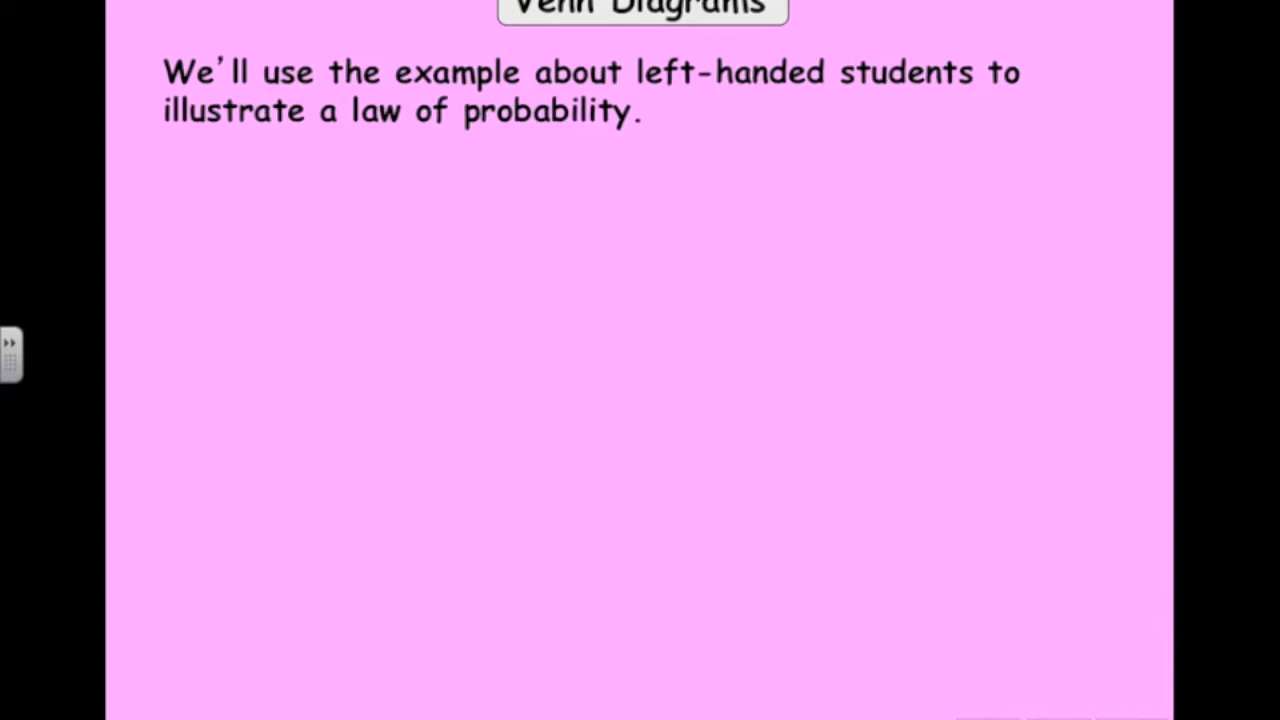 Venn Diagrams
We'll use the example about left-handed students to
illustrate a law of probability.